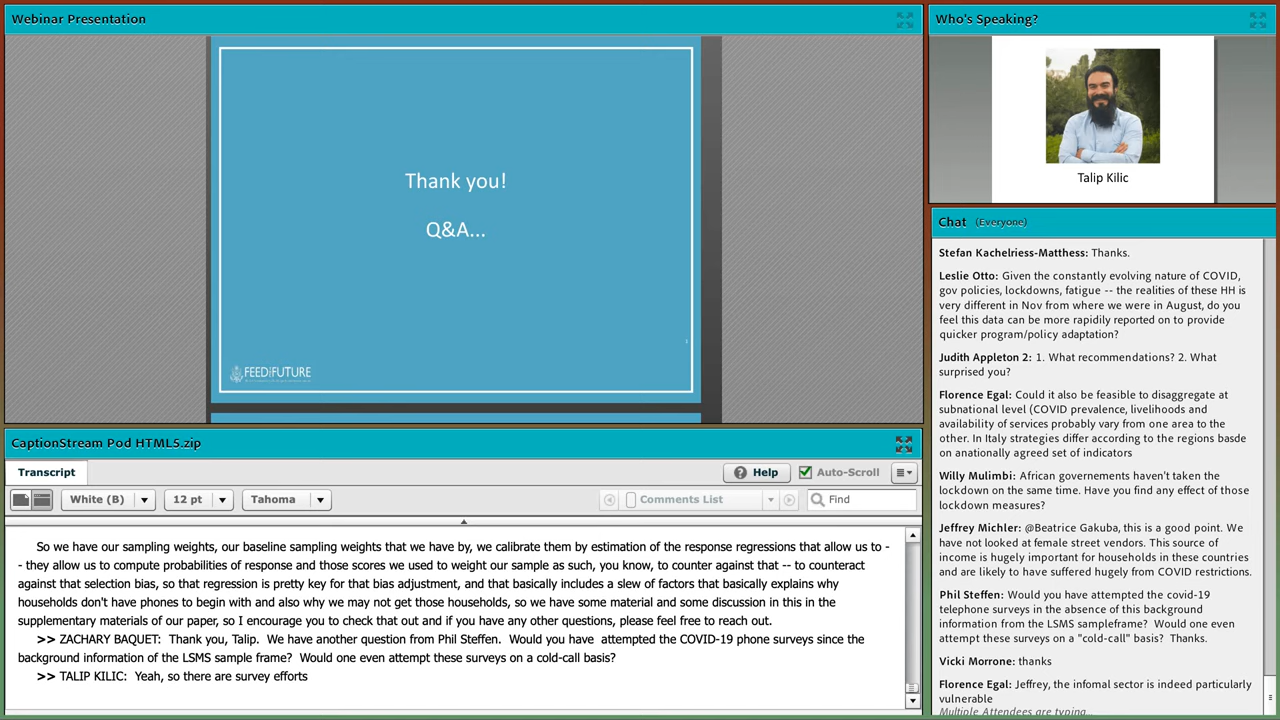 Webinar Presentation
Thank you!
Q&A...
FEED THE FUTURE
Who's Speaking?
Talip Kilic
Chat (Everyone)
Stefan Kachelriess-Matthess: Thanks.
Leslie Otto: Given the constantly evolving nature of COVID,
gov policies, lockdowns, fatigue -- the realities of these HH is
very different in Nov from where we were in August, do you
feel this data can be more rapidly reported on to provide
quicker program/policy adaptation?
Judith Appleton 2: 1. What recommendations? 2. What
surprised you?
Florence Egal: Could it also be feasible to disaggregate at
subnational level (COVID prevalence, livelihoods and
availability of services probably vary from one area to the
other. In Italy strategies differ according to the regions basde
on anationally agreed set of indicators
Willy Mulimbi: African governements haven't taken the
lockdown on the same time. Have you find any effect of those
lockdown measures?
Jeffrey Michler: @Beatrice Gakuba, this is a good point. We
have not looked at female street vendors. This source of
income is hugely important for households in these countries
and are likely to have suffered hugely from COVID restrictions.
Phil Steffen: Would you have attempted the covid-19
telephone surveys in the absence of this background
information from the LSMS sampleframe? Would one even
attempt these surveys on a "cold-call" basis? Thanks.
Vicki Morrone: thanks
Florence Egal: Jeffrey, the infomal sector is indeed particularly
vulnerable
Multiple Attendees are typing...
CaptionStream Pod HTML5.zip
Transcript
Help
Auto-Scroll
White (B)
12 pt
Tahoma
Comments List
Find
So we have our sampling weights, our baseline sampling weights that we have by, we calibrate them by estimation of the response regressions that allow us to -
- they allow us to compute probabilities of response and those scores we used to weight our sample as such, you know, to counter against that -- to counteract
against that selection bias, so that regression is pretty key for that bias adjustment, and that basically includes a slew of factors that basically explains why
households don't have phones to begin with and also why we may not get those households, so we have some material and some discussion in this in the
supplementary materials of our paper, so I encourage you to check that out and if you have any other questions, please feel free to reach out.
>> ZACHARY BAQUET: Thank you, Talip. We have another question from Phil Steffen. Would you have attempted the COVID-19 phone surveys since the
background information of the LSMS sample frame? Would one even attempt these surveys on a cold-call basis?
>> TALIP KILIC: Yeah, so there are survey efforts